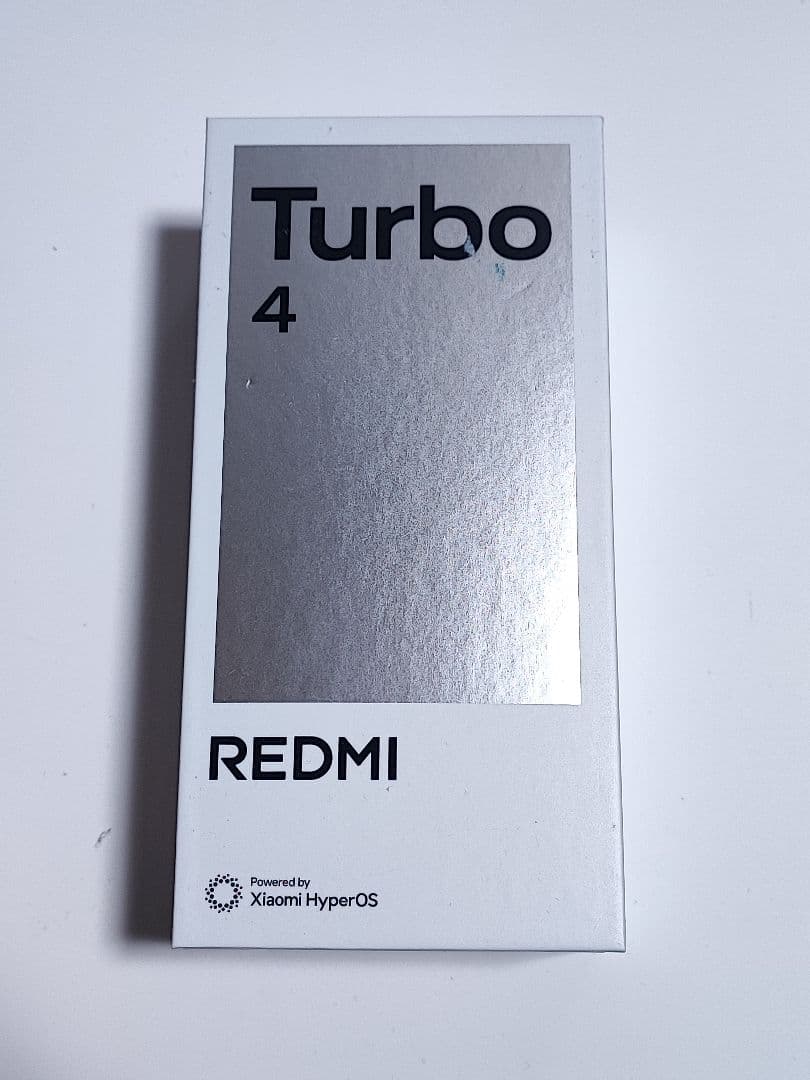 Turbo
4
REDMI
Powered by
Xiaomi HyperOS